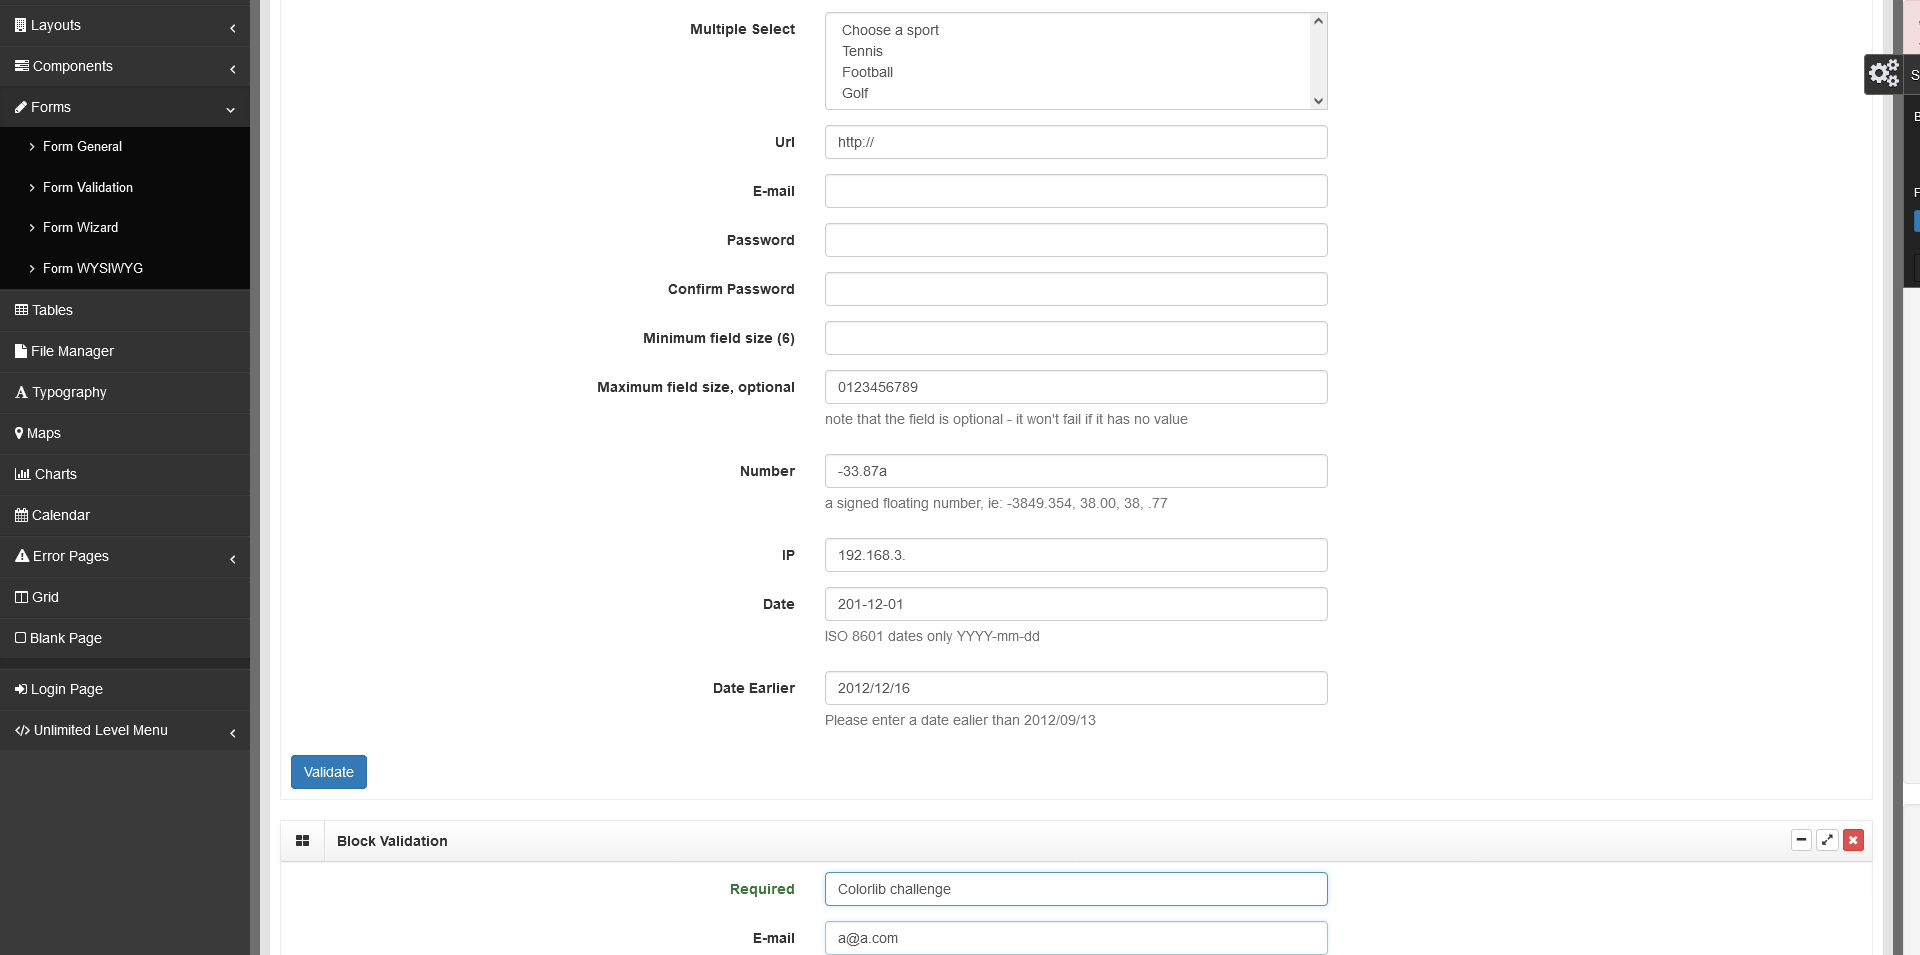 Layouts
Components
Forms
Form General
Form Validation
Form Wizard
Form WYSIWYG
Tables
File Manager
Typography
Maps
Charts
Calendar
Error Pages
Grid
Blank Page
Login Page
Unlimited Level Menu
Multiple Select
Choose a sport
Tennis
Football
Golf
Url
http://
E-mail
Password
Confirm Password
Minimum field size (6)
Maximum field size, optional
0123456789
note that the field is optional - it won't fail if it has no value
Number
-33.87a
a signed floating number, ie: -3849.354, 38.00, 38, .77
IP
192.168.3.
Date
201-12-01
ISO 8601 dates only YYYY-mm-dd
Date Earlier
2012/12/16
Please enter a date ealier than 2012/09/13
Validate
Block Validation
Required
Colorlib challenge
E-mail
a@a.com